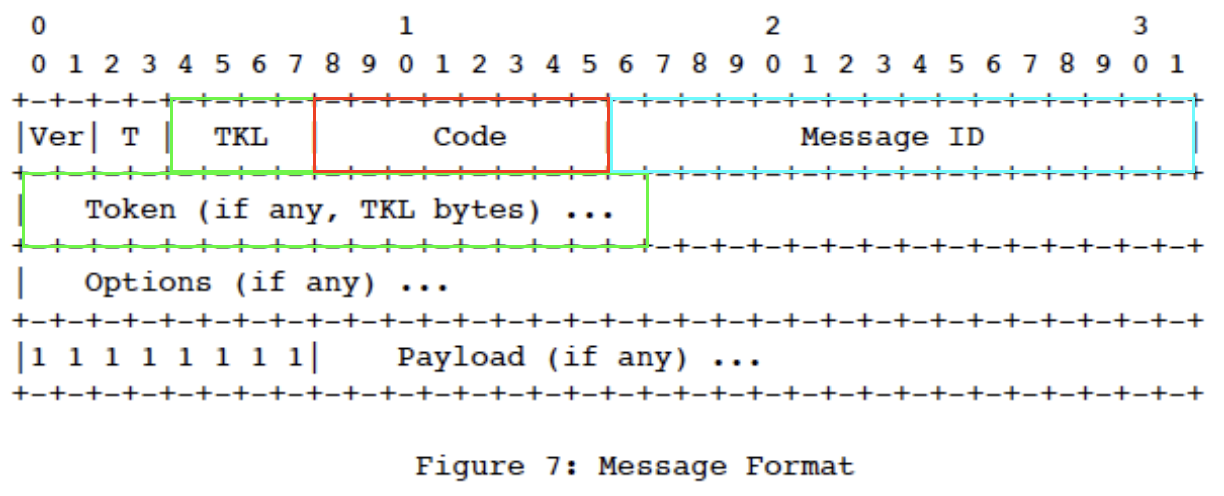 0                   1                   2                   3
0 1 2 3 4 5 6 7 8 9 0 1 2 3 4 5 6 7 8 9 0 1 2 3 4 5 6 7 8 9 0 1
+-+-+-+-+-+-+-+-+-+-+-+-+-+-+-+-+-+-+-+-+-+-+-+-+-+-+-+-+-+-+-+-+
|Ver| T |  TKL  |      Code     |          Message ID           |
+-+-+-+-+-+-+-+-+-+-+-+-+-+-+-+-+-+-+-+-+-+-+-+-+-+-+-+-+-+-+-+-+
|   Token (if any, TKL bytes) ...
+-+-+-+-+-+-+-+-+-+-+-+-+-+-+-+-+-+-+-+-+-+-+-+-+-+-+-+-+-+-+-+-+
|   Options (if any) ...
+-+-+-+-+-+-+-+-+-+-+-+-+-+-+-+-+-+-+-+-+-+-+-+-+-+-+-+-+-+-+-+-+
|1 1 1 1 1 1 1 1|    Payload (if any) ...
+-+-+-+-+-+-+-+-+-+-+-+-+-+-+-+-+-+-+-+-+-+-+-+-+-+-+-+-+-+-+-+-+
Figure 7: Message Format